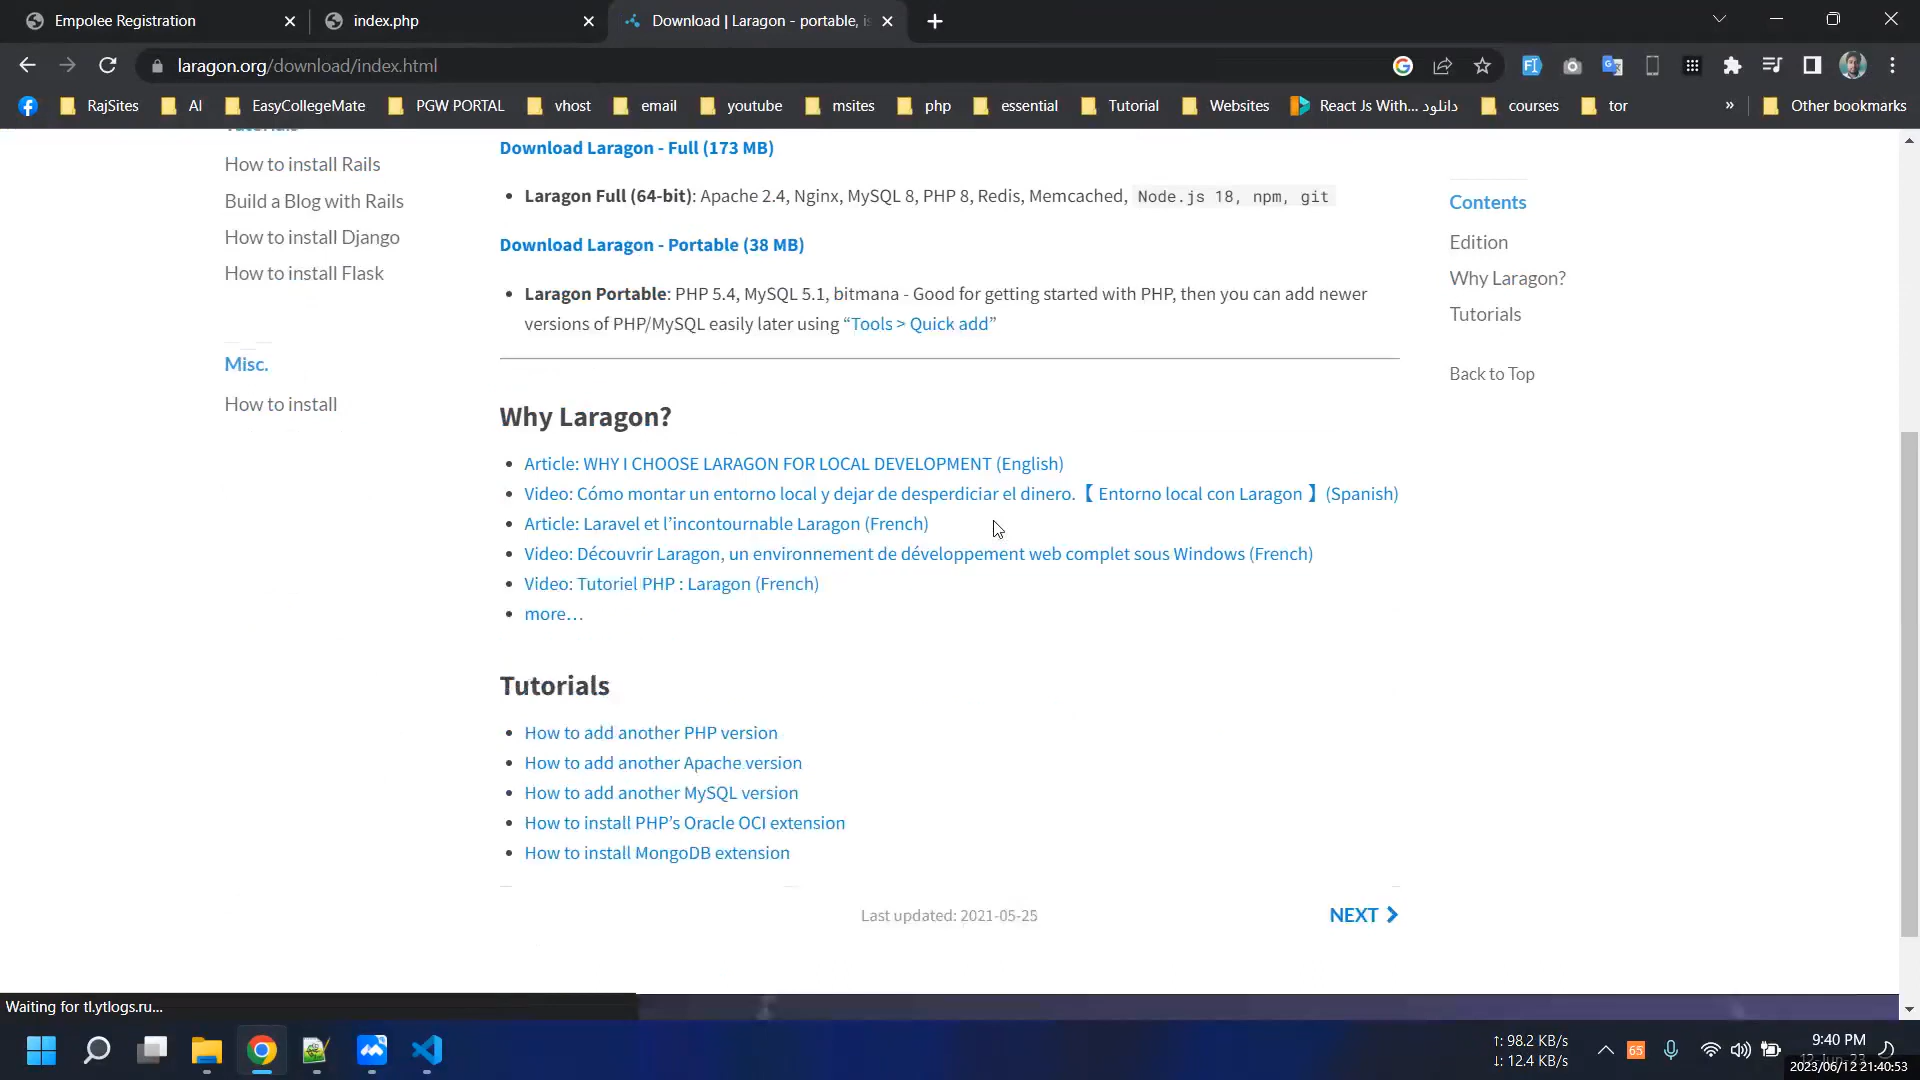 Empolee Registration
index.php
Download | Laragon - portable, is
laragon.org/download/index.html
RajSites
AI
EasyCollegeMate
PGW PORTAL
vhost
email
youtube
msites
php
essential
Tutorial
Websites
React Js With... دانلود
courses
tor
»
Other bookmarks
Tutorials
How to install Rails
Build a Blog with Rails
How to install Django
How to install Flask
Misc.
How to install
Download Laragon - Full (173 MB)
• Laragon Full (64-bit): Apache 2.4, Nginx, MySQL 8, PHP 8, Redis, Memcached, Node.js 18, npm, git
Download Laragon - Portable (38 MB)
• Laragon Portable: PHP 5.4, MySQL 5.1, bitmana - Good for getting started with PHP, then you can add newer
versions of PHP/MySQL easily later using “Tools > Quick add”
Why Laragon?
• Article: WHY I CHOOSE LARAGON FOR LOCAL DEVELOPMENT (English)
• Video: Cómo montar un entorno local y dejar de desperdiciar el dinero.【 Entorno local con Laragon 】(Spanish)
• Article: Laravel et l’incontournable Laragon (French)
• Video: Découvrir Laragon, un environnement de développement web complet sous Windows (French)
• Video: Tutoriel PHP : Laragon (French)
• more…
Tutorials
• How to add another PHP version
• How to add another Apache version
• How to add another MySQL version
• How to install PHP’s Oracle OCI extension
• How to install MongoDB extension
Last updated: 2021-05-25
NEXT
Contents
Edition
Why Laragon?
Tutorials
Back to Top
Waiting for tl.ytlogs.ru...
↑: 98.2 KB/s
↓: 12.4 KB/s
65
9:40 PM
12-Jun-23
2023/06/12 21:40:53